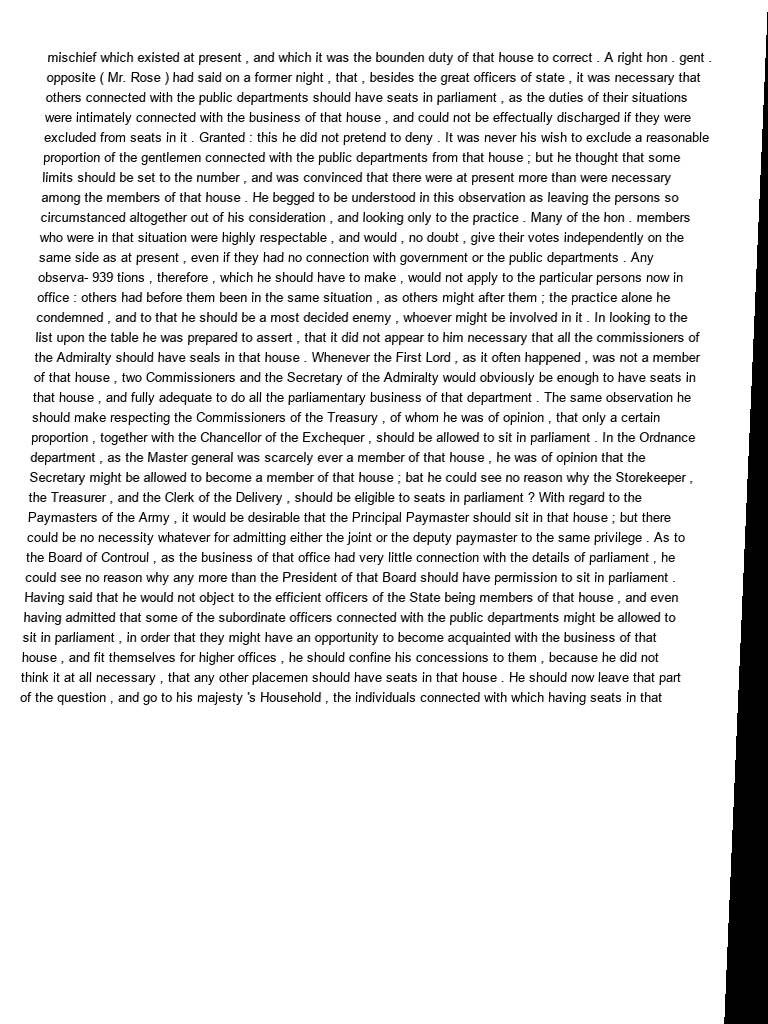 mischief which existed at present , and which it was the bounden duty of that house to correct . A right hon . gent .
opposite ( Mr. Rose ) had said on a former night , that , besides the great officers of state , it was necessary that
others connected with the public departments should have seats in parliament , as the duties of their situations
were intimately connected with the business of that house , and could not be effectually discharged if they were
excluded from seats in it . Granted : this he did not pretend to deny . It was never his wish to exclude a reasonable
proportion of the gentlemen connected with the public departments from that house ; but he thought that some
limits should be set to the number , and was convinced that there were at present more than were necessary
among the members of that house . He begged to be understood in this observation as leaving the persons so
circumstanced altogether out of his consideration , and looking only to the practice . Many of the hon . members
who were in that situation were highly respectable , and would , no doubt , give their votes independently on the
same side as at present , even if they had no connection with government or the public departments . Any
observa- 939 tions , therefore , which he should have to make , would not apply to the particular persons now in
office : others had before them been in the same situation , as others might after them ; the practice alone he
condemned , and to that he should be a most decided enemy , whoever might be involved in it . In looking to the
list upon the table he was prepared to assert , that it did not appear to him necessary that all the commissioners of
the Admiralty should have seals in that house . Whenever the First Lord , as it often happened , was not a member
of that house , two Commissioners and the Secretary of the Admiralty would obviously be enough to have seats in
that house , and fully adequate to do all the parliamentary business of that department . The same observation he
should make respecting the Commissioners of the Treasury , of whom he was of opinion , that only a certain
proportion , together with the Chancellor of the Exchequer , should be allowed to sit in parliament . In the Ordnance
department , as the Master general was scarcely ever a member of that house , he was of opinion that the
Secretary might be allowed to become a member of that house ; bat he could see no reason why the Storekeeper ,
the Treasurer , and the Clerk of the Delivery , should be eligible to seats in parliament ? With regard to the
Paymasters of the Army , it would be desirable that the Principal Paymaster should sit in that house ; but there
could be no necessity whatever for admitting either the joint or the deputy paymaster to the same privilege . As to
the Board of Controul , as the business of that office had very little connection with the details of parliament , he
could see no reason why any more than the President of that Board should have permission to sit in parliament .
Having said that he would not object to the efficient officers of the State being members of that house , and even
having admitted that some of the subordinate officers connected with the public departments might be allowed to
sit in parliament , in order that they might have an opportunity to become acquainted with the business of that
house , and fit themselves for higher offices , he should confine his concessions to them , because he did not
think it at all necessary , that any other placemen should have seats in that house . He should now leave that part
of the question , and go to his majesty 's Household , the individuals connected with which having seats in that